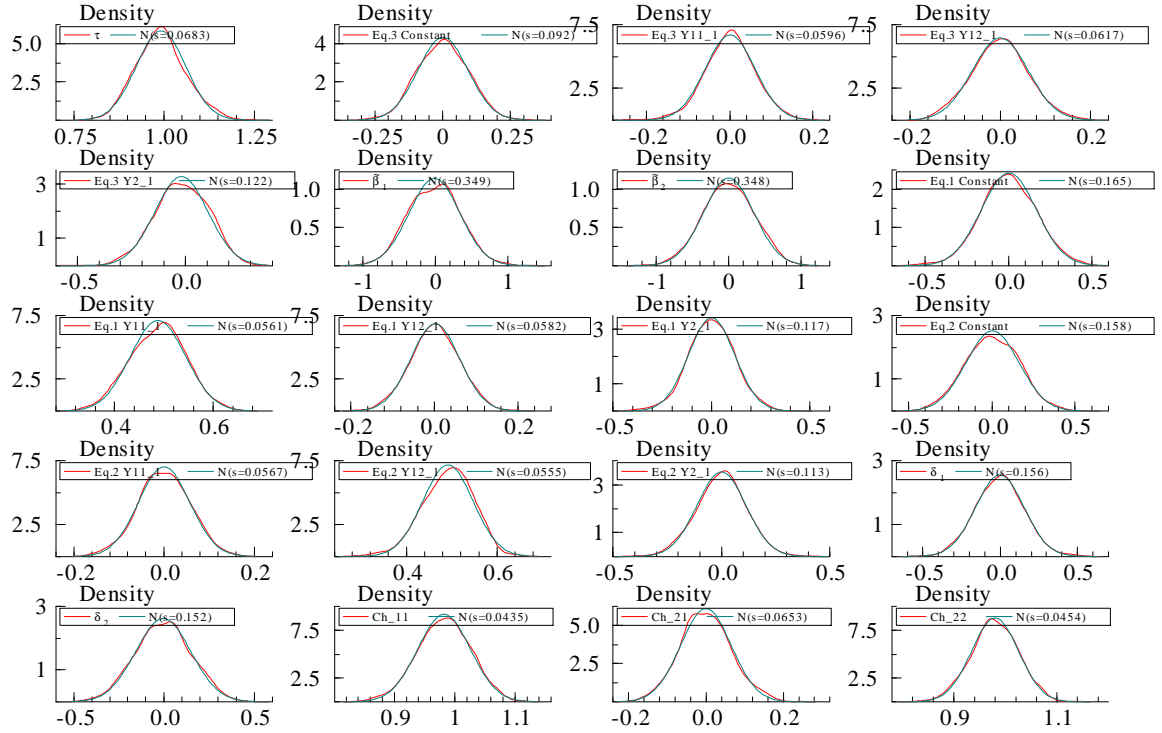 Density Density Density Density
τ N(s=0.0683) Eq.3 Constant N(s=0.092) Eq.3 Y11_1 N(s=0.0596) Eq.3 Y12_1 N(s=0.0617)
5.0 4 7.5 7.5
2.5 2 2.5 2.5
0.75 1.00 1.25 -0.25 0 0.25 -0.2 0.0 0.2 -0.2 0.0 0.2
Density Density Density Density
Eq.3 Y2_1 N(s=0.122) β̃₁ N(s=0.349) β̃₂ N(s=0.348) Eq.1 Constant N(s=0.165)
3 1.0 1.0 2
1 0.5 0.5 1
-0.5 0.0 -1 0 1 -1 0 1 -0.5 0.0 0.5
Density Density Density Density
7.5 7.5 3 3
Eq.1 Y11_1 N(s=0.0561) Eq.1 Y12_1 N(s=0.0582) Eq.1 Y2_1 N(s=0.117) Eq.2 Constant N(s=0.158)
2.5 2.5 1 1
0.4 0.6 -0.2 0.0 0.2 -0.5 0.0 0.5 -0.5 0.0 0.5
Density Density Density Density
7.5 7.5 3 3
Eq.2 Y11_1 N(s=0.0567) Eq.2 Y12_1 N(s=0.0555) Eq.2 Y2_1 N(s=0.113) δ₁ N(s=0.156)
2.5 2.5 1 1
-0.2 0.0 0.2 0.4 0.6 -0.5 0.0 0.5 -0.5 0.0 0.5
Density Density Density Density
3 7.5 5.0 7.5
δ₂ N(s=0.152) Ch_11 N(s=0.0435) Ch_21 N(s=0.0653) Ch_22 N(s=0.0454)
1 2.5 2.5 2.5
-0.5 0.0 0.5 0.9 1 1.1 -0.2 0.0 0.2 0.9 1.1